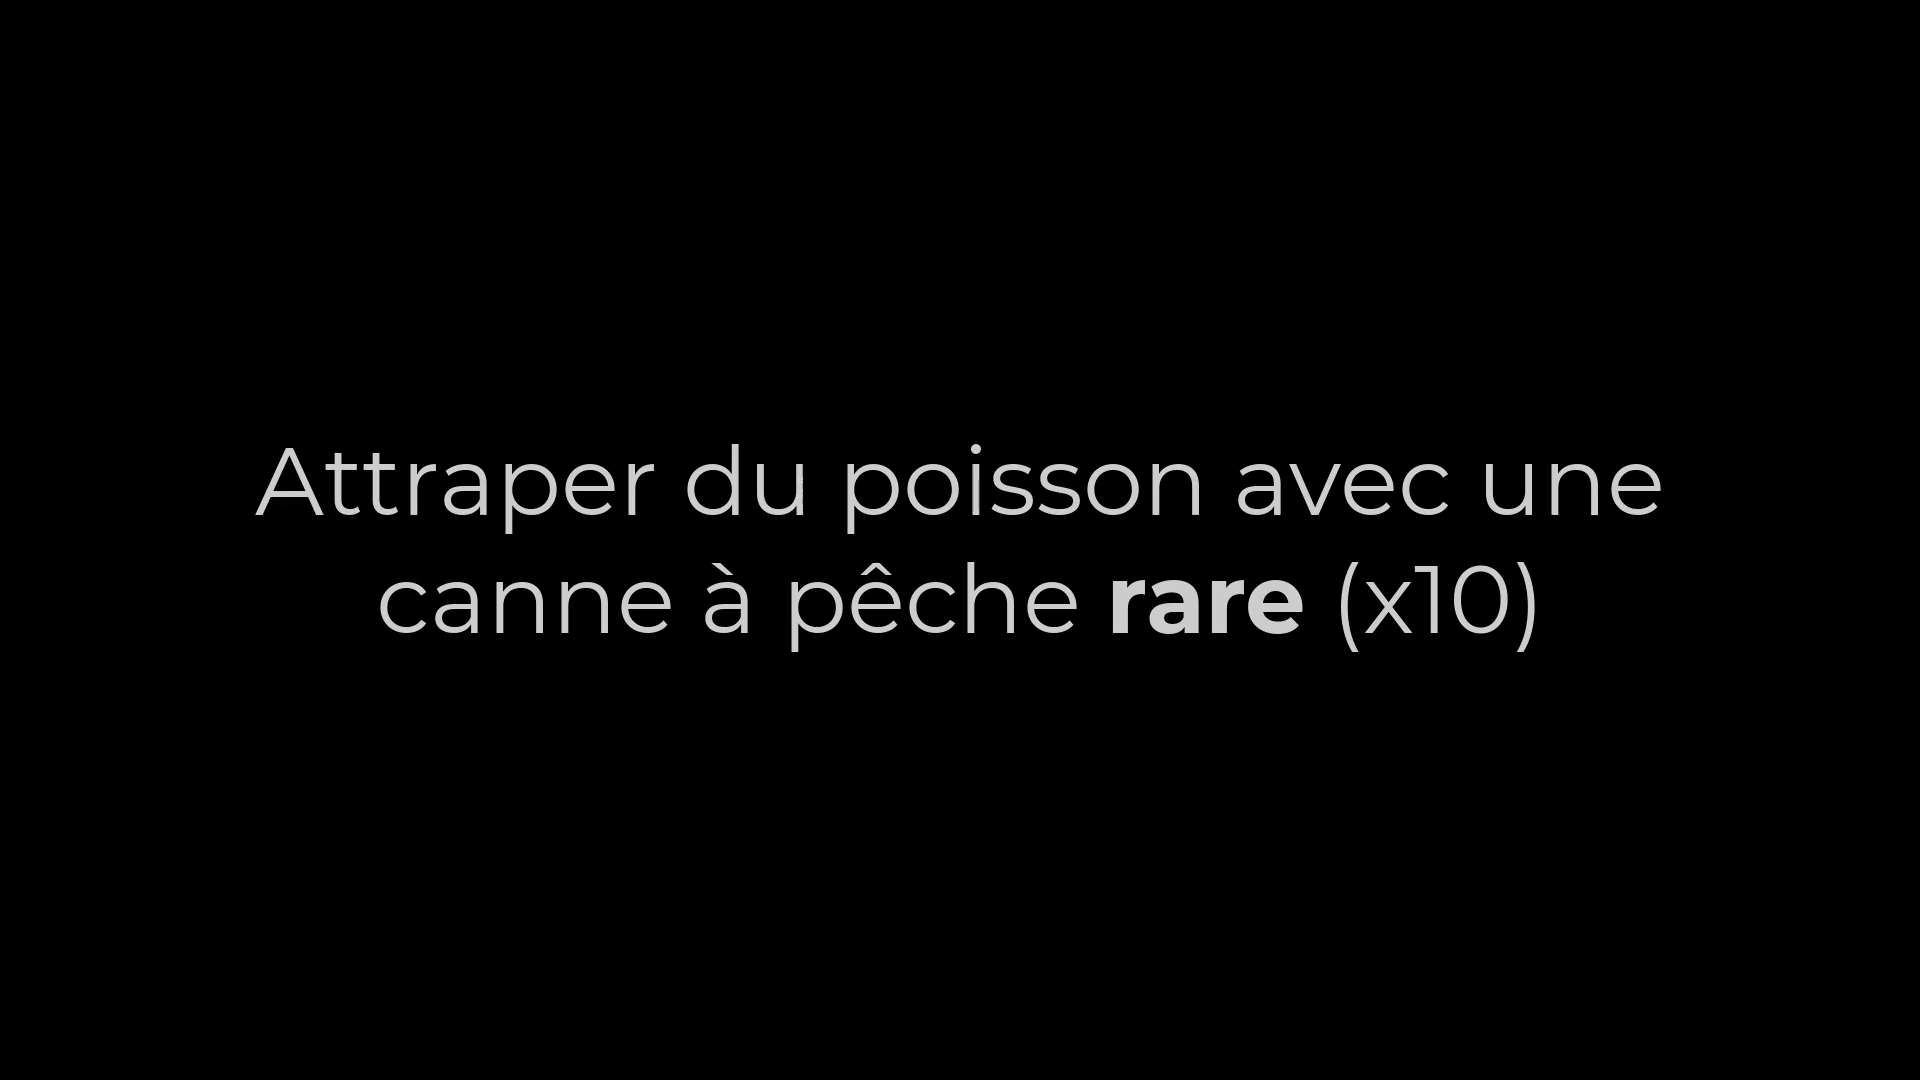 Attraper du poisson avec une
canne à pêche rare (x10)